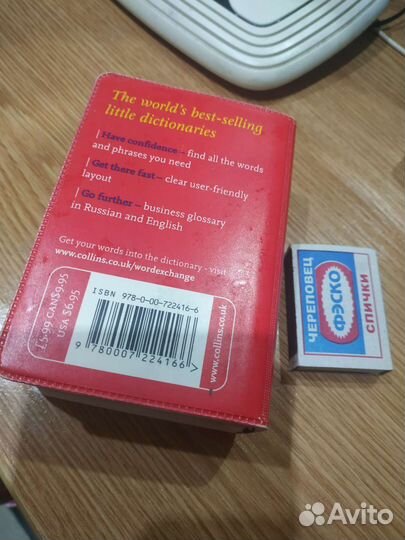 The world's best-selling
little dictionaries
Have confidence – find all the words
and phrases you need
Get there fast – clear user-friendly
layout
Go further – business glossary
in Russian and English
Get your words into the dictionary - visit
www.collins.co.uk/wordexchange
ISBN 978-0-00-722416-6
9 780007 224166 >
£5.99 CAN$9.95
USA $6.95
www.collins.co.uk
ЧЕРЕПОВЕЦ
ФЭСКО
СПИЧКИ
Avito